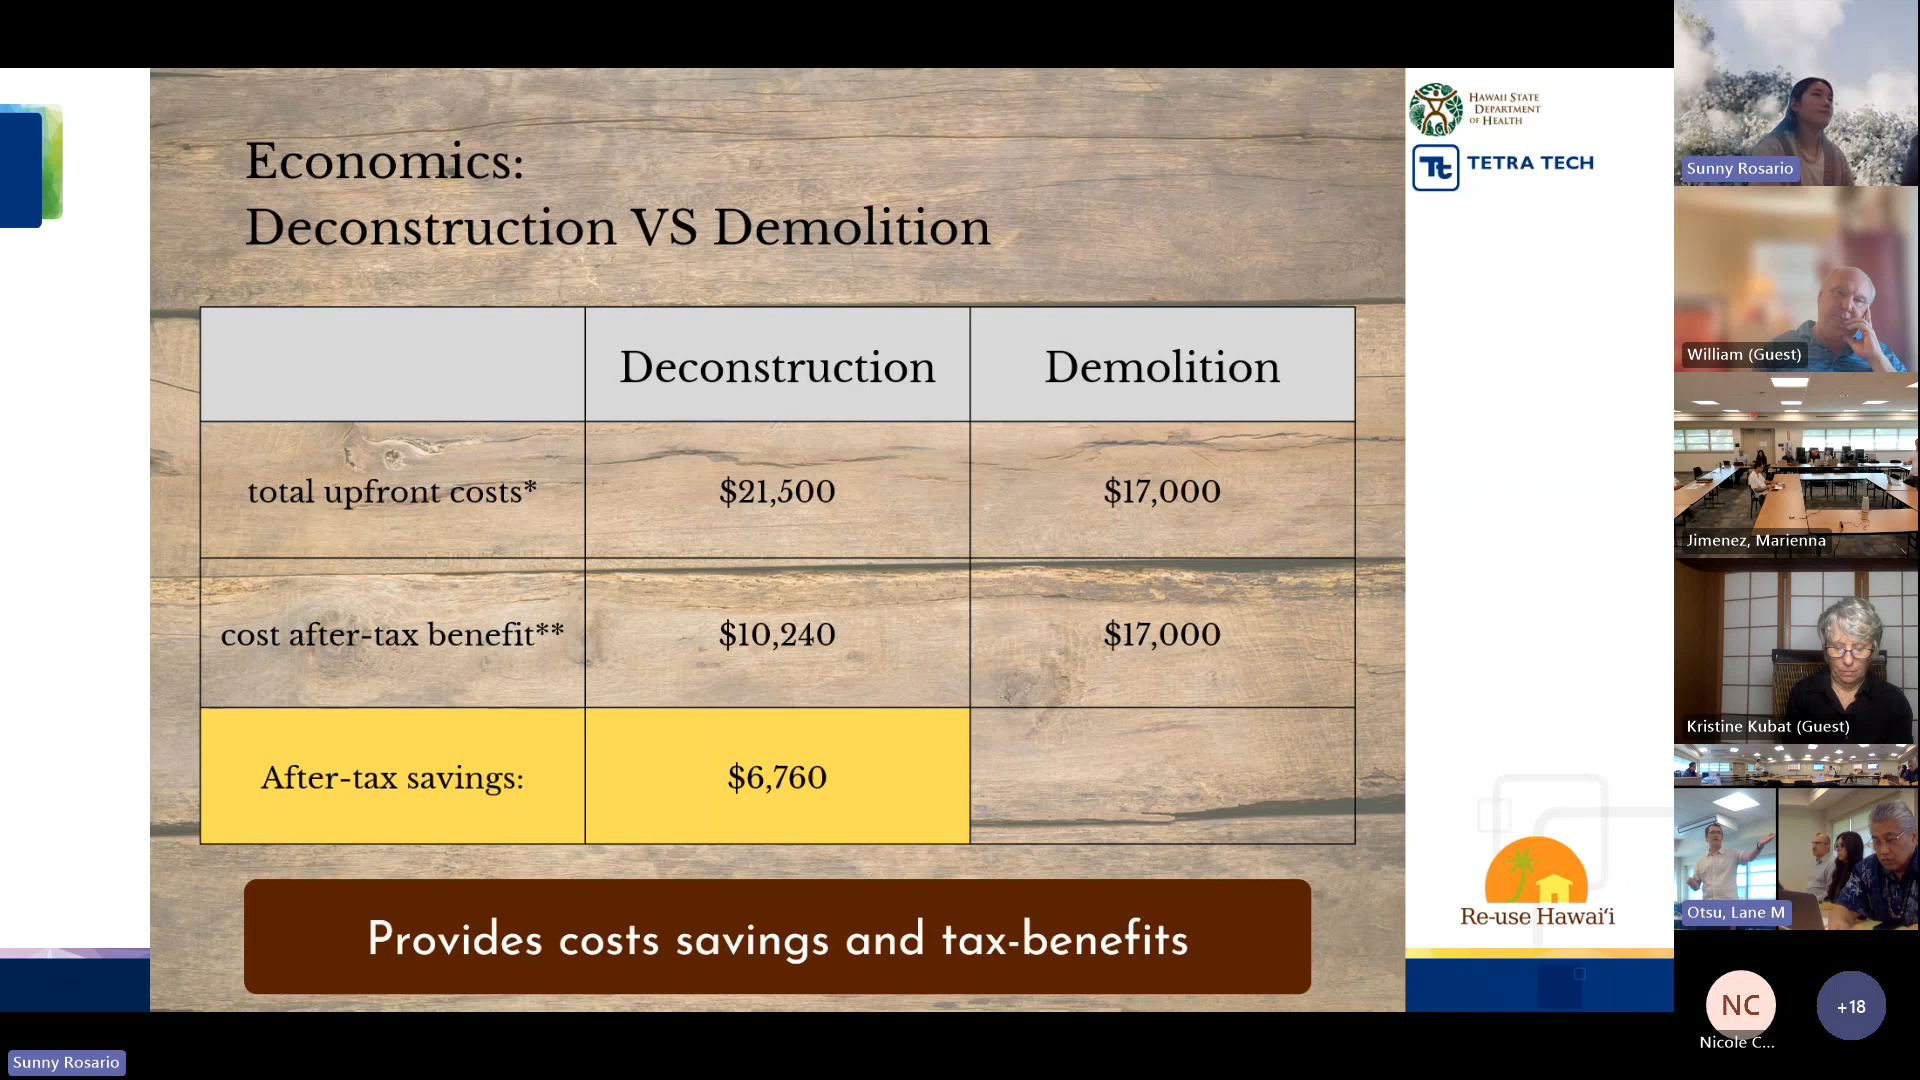 Economics:
Deconstruction VS Demolition
Deconstruction
Demolition
total upfront costs*
$21,500
$17,000
cost after-tax benefit**
$10,240
$17,000
After-tax savings:
$6,760
Provides costs savings and tax-benefits
HAWAII STATE
DEPARTMENT
OF HEALTH
Tt
TETRA TECH
Re-use Hawaiʻi
Sunny Rosario
William (Guest)
Jimenez, Marienna
Kristine Kubat (Guest)
Otsu, Lane M
NC
+18
Nicole C...
Sunny Rosario